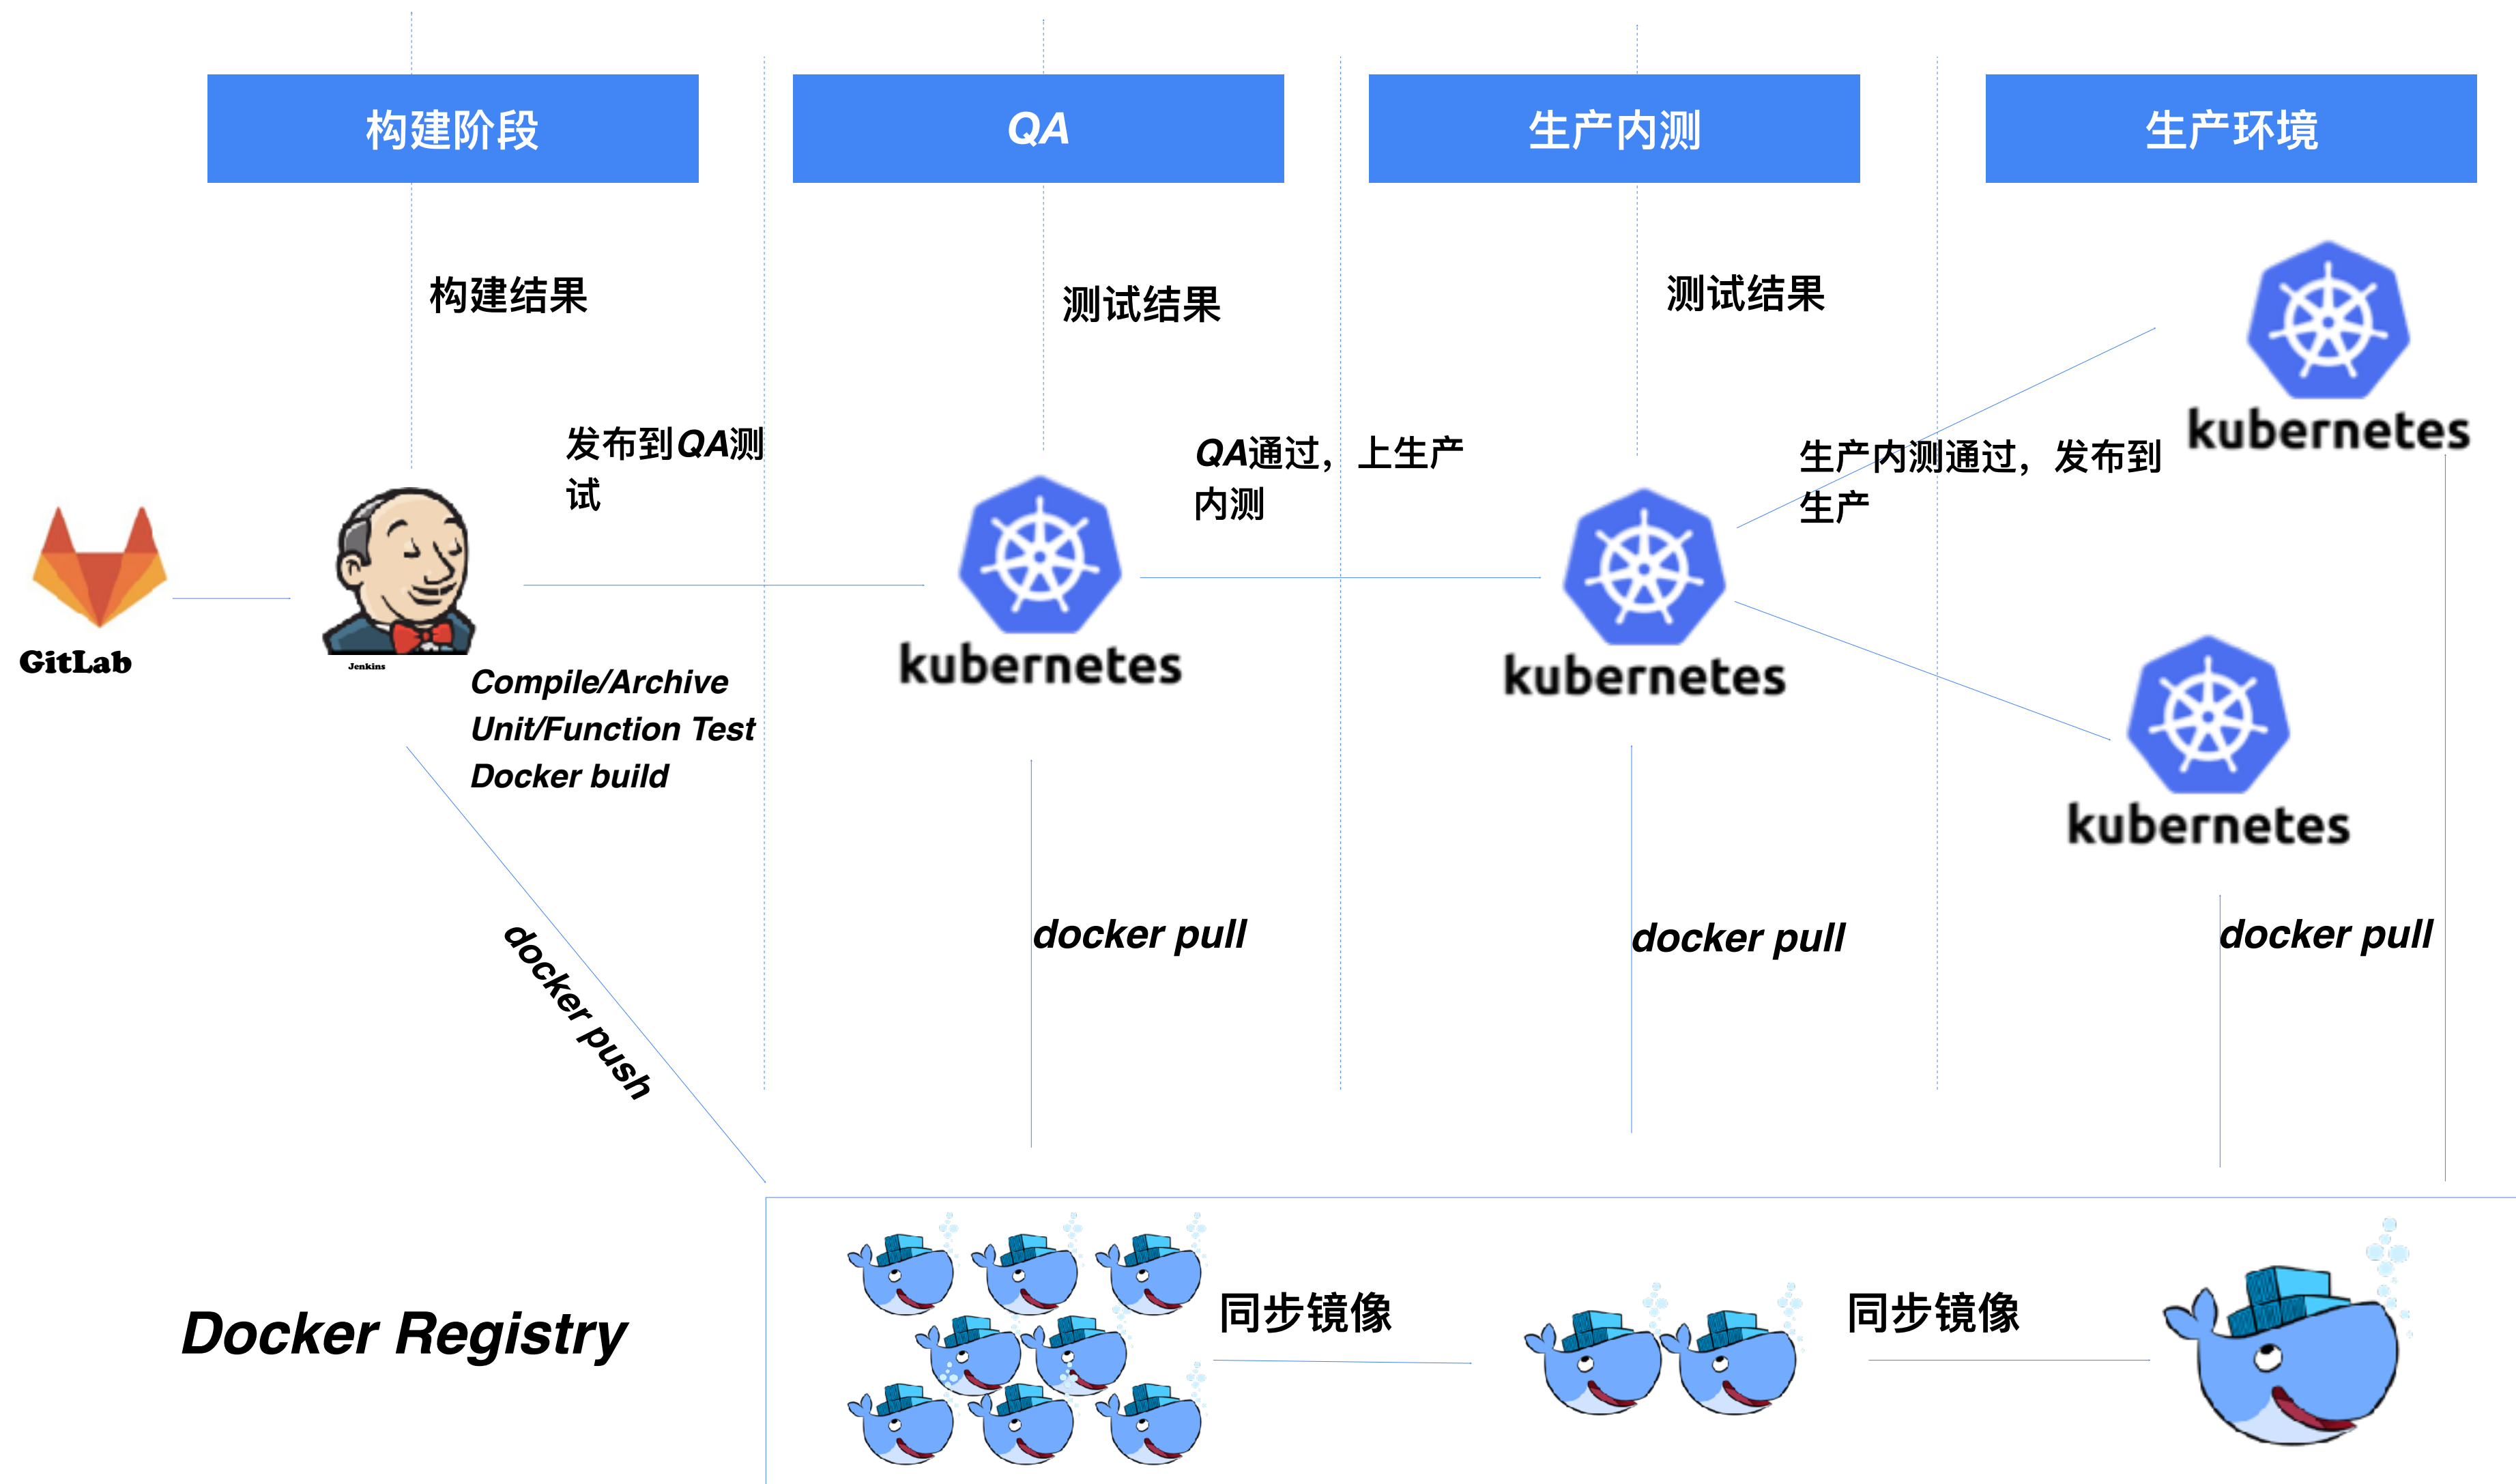 构建阶段
QA
生产内测
生产环境
构建结果
测试结果
测试结果
kubernetes
发布到QA测
试
QA通过，上生产
内测
生产内测通过，发布到
生产
GitLab
Jenkins
kubernetes
kubernetes
Compile/Archive
Unit/Function Test
Docker build
kubernetes
docker push
docker pull
docker pull
docker pull
Docker Registry
同步镜像
同步镜像